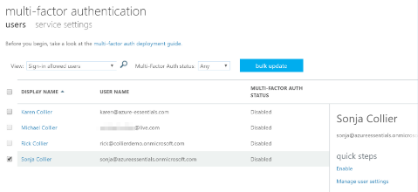 multi-factor authentication
users service settings
Before you begin, take a look at the multi-factor auth deployment guide.
View: Sign-in allowed users Multi-Factor Auth status: Any bulk update
DISPLAY NAME USER NAME MULTI-FACTOR AUTH STATUS
Karen Collier karen@azure-essentials.com Disabled
Michael Collier @live.com Disabled
Rick Collier rick@collierdemo.onmicrosoft.com Disabled
Sonja Collier sonja@azureessentials.onmicrosoft.com Disabled
Sonja Collier
sonja@azureessentials.onmicro
quick steps
Enable
Manage user settings